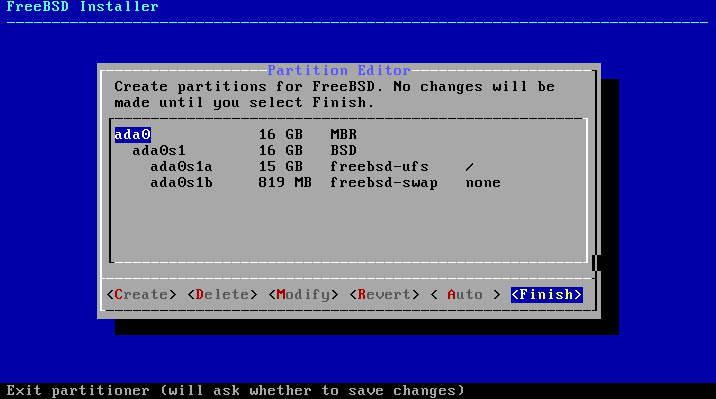 FreeBSD Installer
Partition Editor
Create partitions for FreeBSD. No changes will be
made until you select Finish.
ada0 16 GB MBR
ada0s1 16 GB BSD
ada0s1a 15 GB freebsd-ufs /
ada0s1b 819 MB freebsd-swap none
<Create> <Delete> <Modify> <Revert> < Auto > <Finish>
Exit partitioner (will ask whether to save changes)